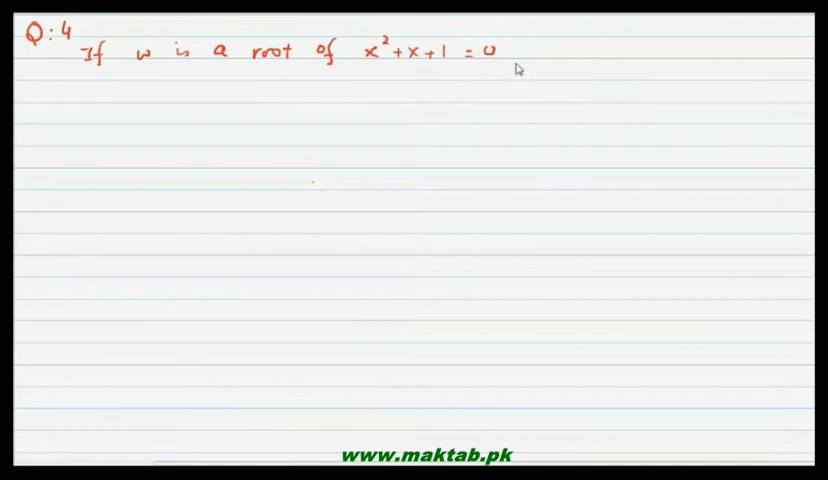 Q:4
If w is a root of x² + x + 1 = 0
www.maktab.pk